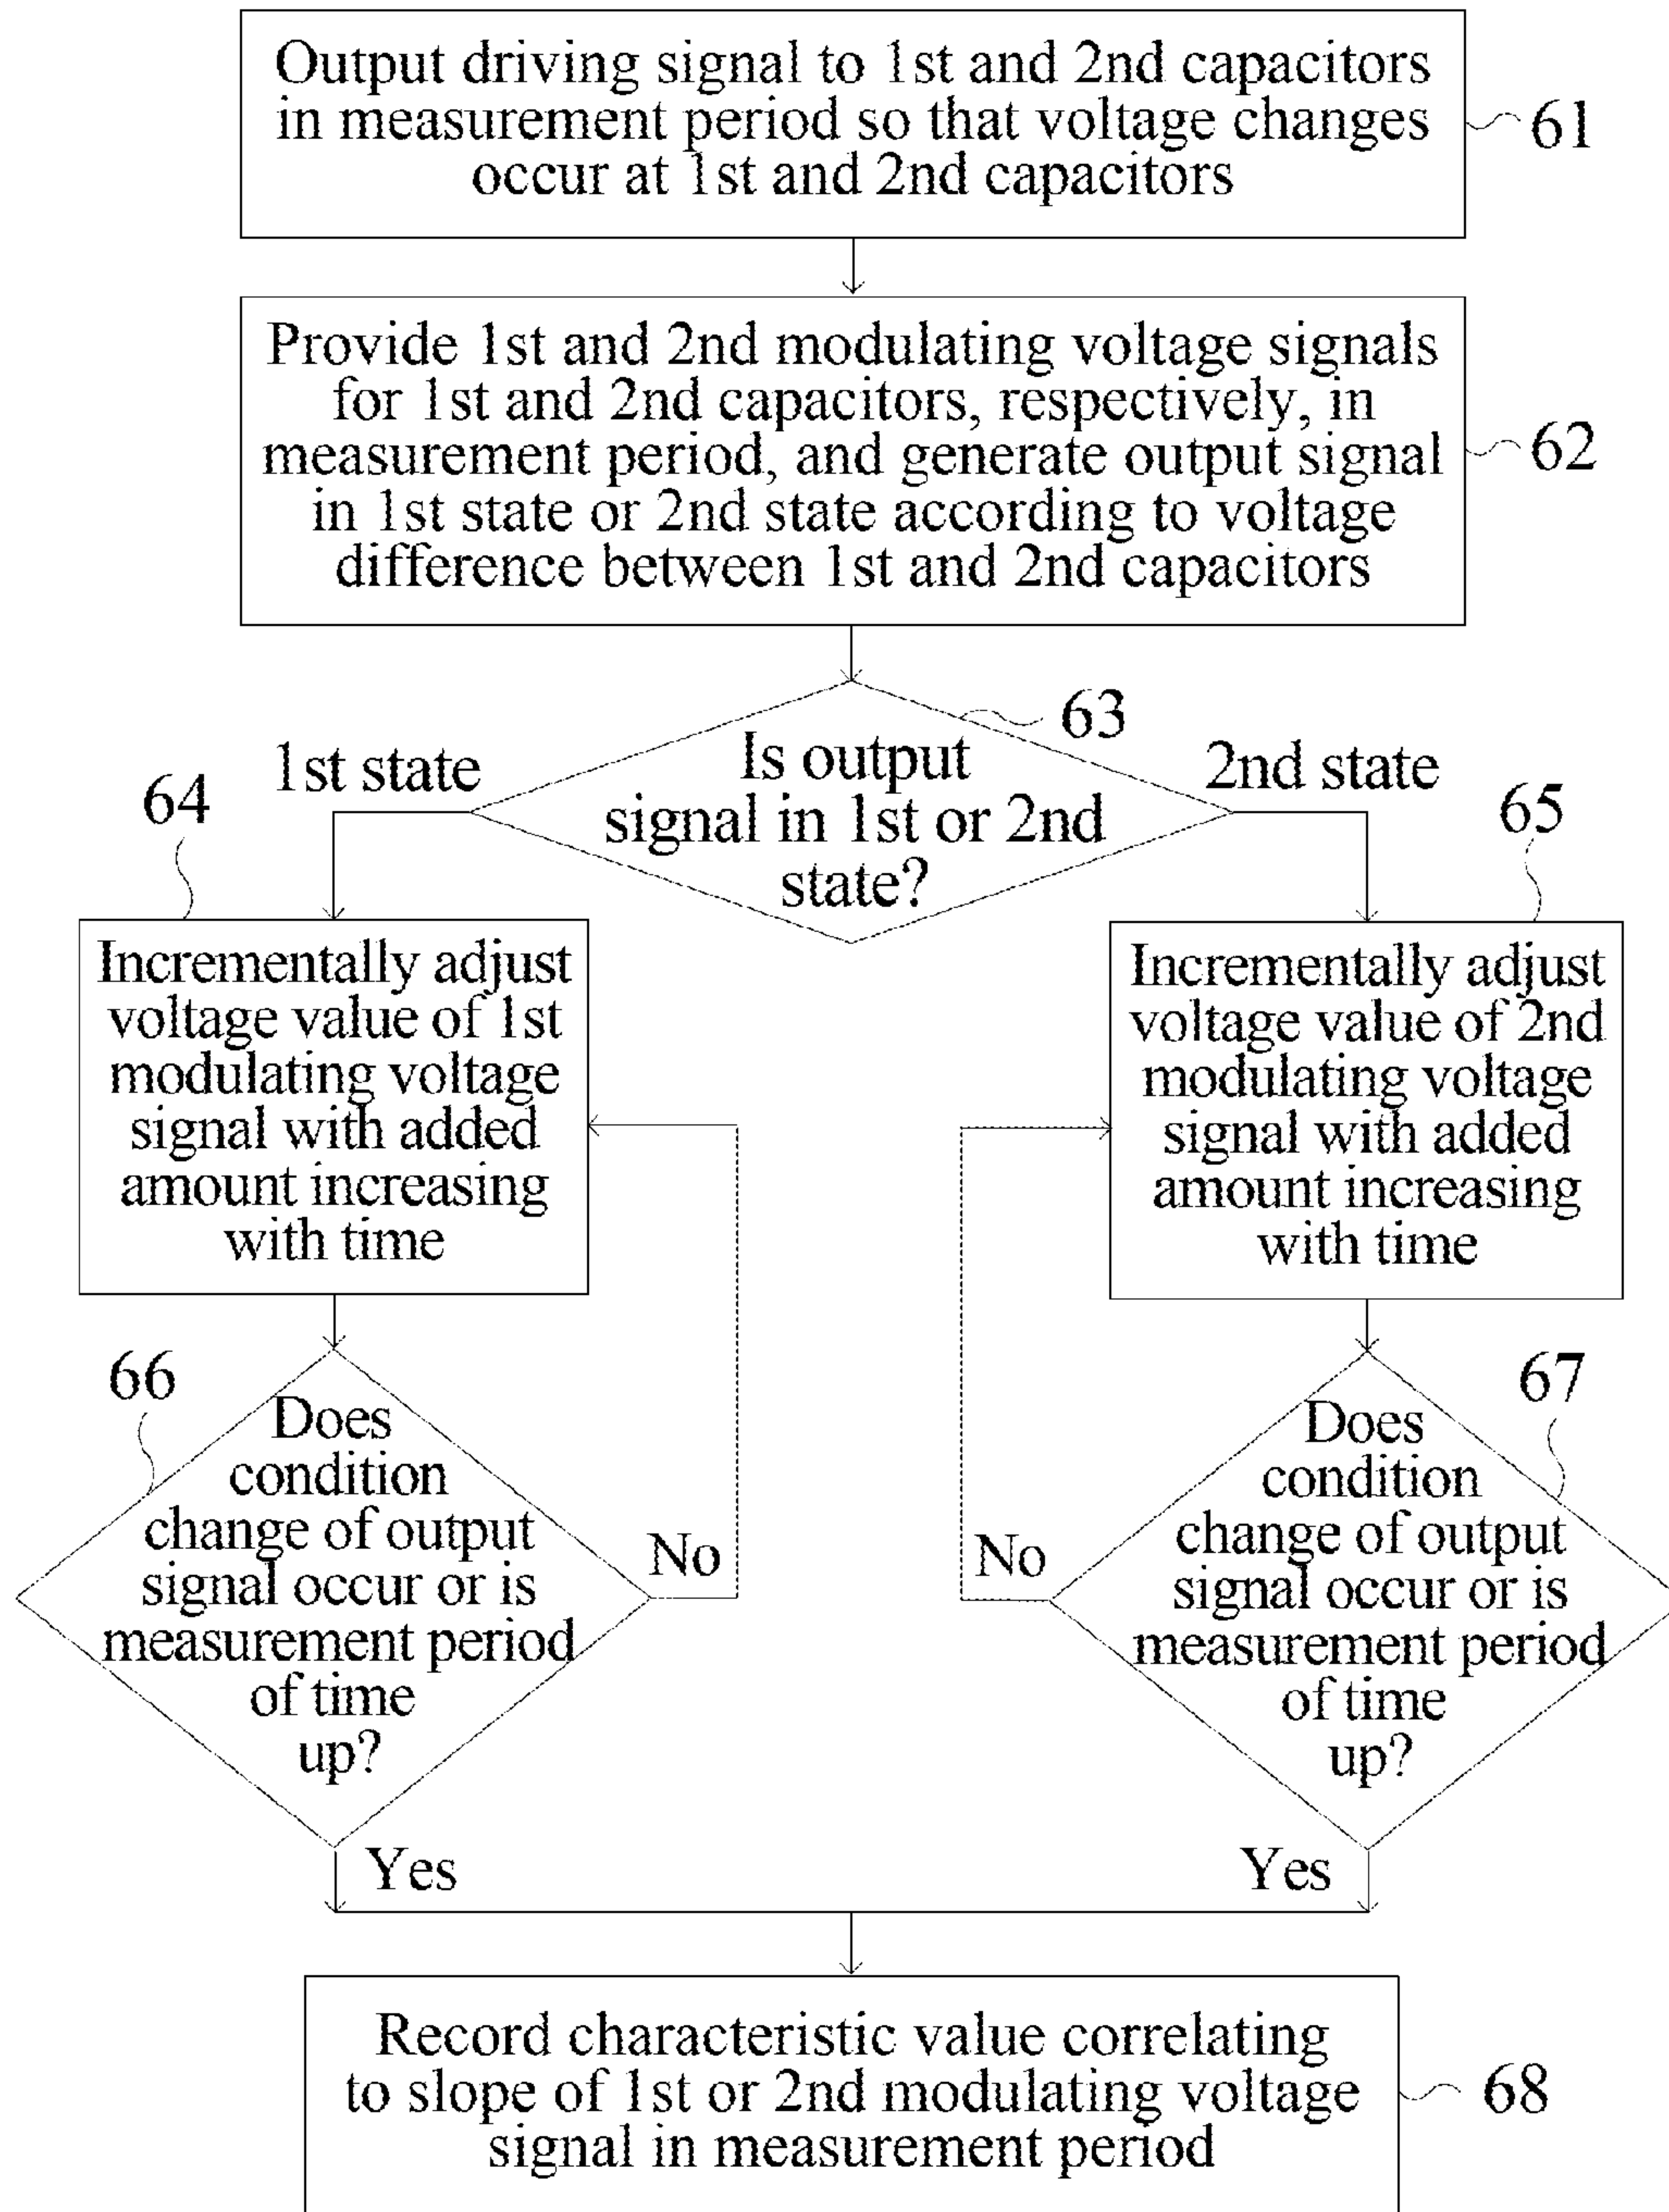 Output driving signal to 1st and 2nd capacitors
in measurement period so that voltage changes
occur at 1st and 2nd capacitors
61
Provide 1st and 2nd modulating voltage signals
for 1st and 2nd capacitors, respectively, in
measurement period, and generate output signal
in 1st state or 2nd state according to voltage
difference between 1st and 2nd capacitors
62
63
Is output
signal in 1st or 2nd
state?
1st state
2nd state
64
Incrementally adjust
voltage value of 1st
modulating voltage
signal with added
amount increasing
with time
65
Incrementally adjust
voltage value of 2nd
modulating voltage
signal with added
amount increasing
with time
66
Does
condition
change of output
signal occur or is
measurement period
of time
up?
No
Yes
67
Does
condition
change of output
signal occur or is
measurement period
of time
up?
No
Yes
Record characteristic value correlating
to slope of 1st or 2nd modulating voltage
signal in measurement period
68